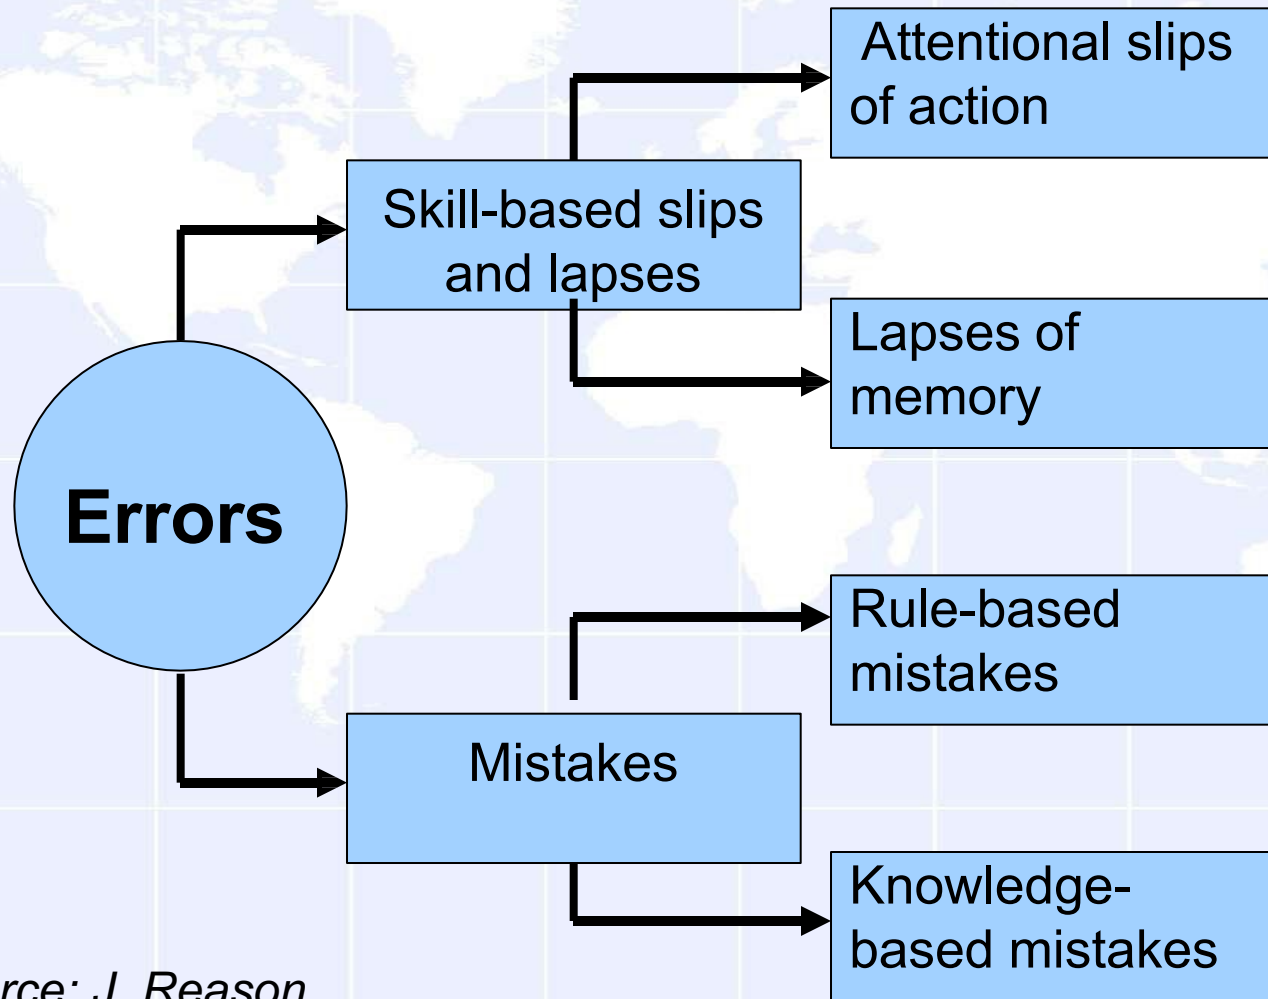 Attentional slips
of action
Skill-based slips
and lapses
Lapses of
memory
Errors
Rule-based
mistakes
Mistakes
Knowledge-
based mistakes
J. Reason